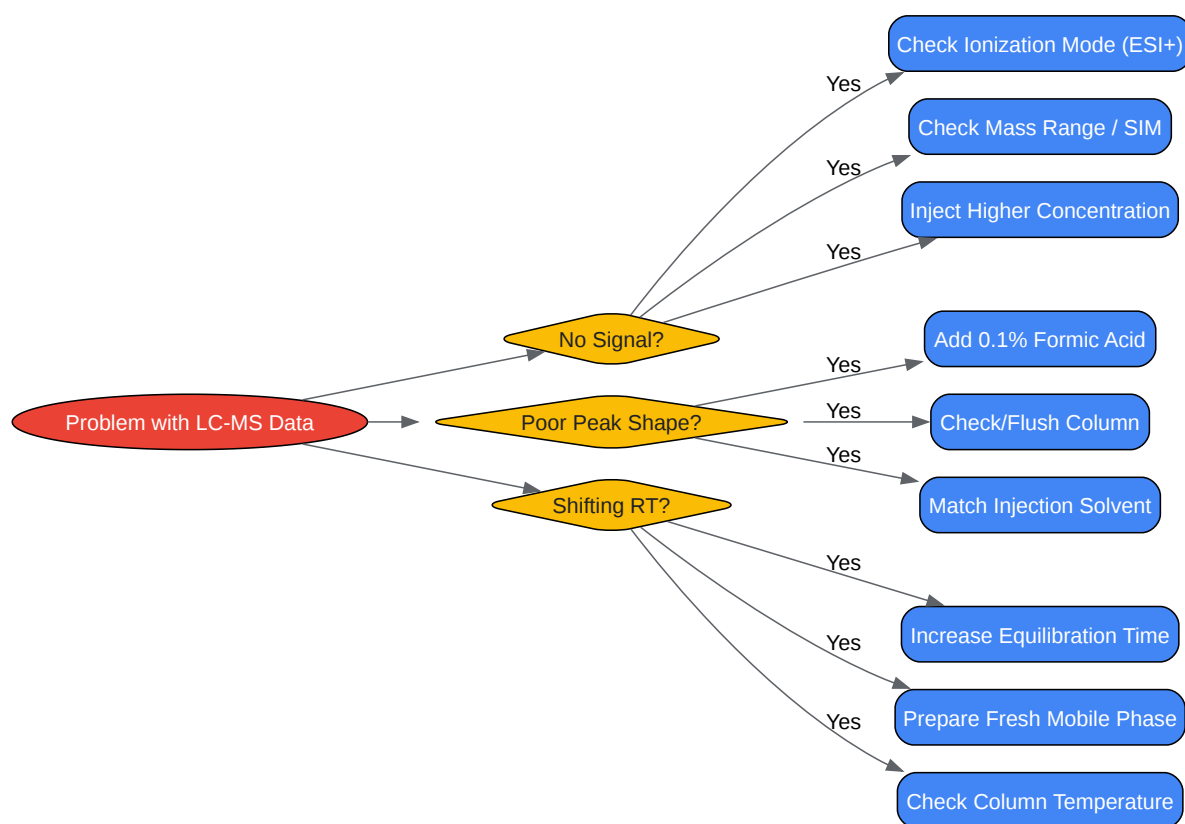 Check Ionization Mode (ESI+)
Yes
Check Mass Range / SIM
Yes
Inject Higher Concentration
Yes
No Signal?
Add 0.1% Formic Acid
Yes
Problem with LC-MS Data
Poor Peak Shape?
Yes
Check/Flush Column
Yes
Match Injection Solvent
Shifting RT?
Yes
Increase Equilibration Time
Yes
Prepare Fresh Mobile Phase
Yes
Check Column Temperature